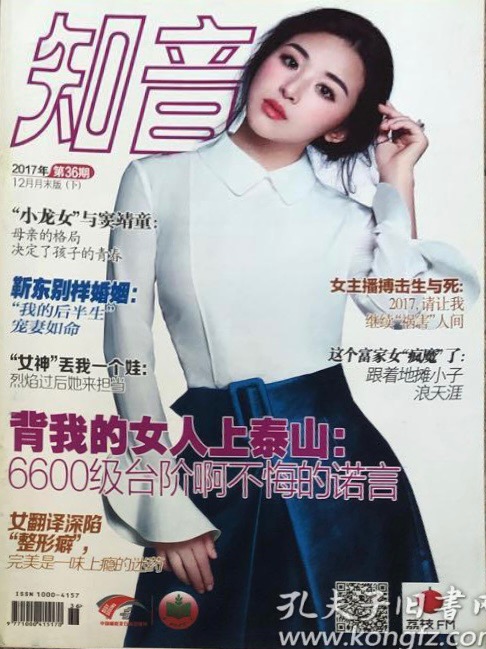 知音
2017年 第36期
12月月末版(下)
“小龙女”与窦靖童:
母亲的格局
决定了孩子的青春
靳东别样婚姻:
“我的后半生”
宠妻如命
“女神”丢我一个娃:
烈焰过后她来担当
女主播搏击生与死:
2017,请让我
继续“祸害”人间
这个富家女“疯魔”了:
跟着地摊小子
浪天涯
背我的女人上泰山:
6600级台阶啊不悔的诺言
女翻译深陷
“整形癖”,
完美是一味上瘾的迷药
ISSN 1000-4157
36
9 771000 415170
荔枝FM
孔夫子旧书网
www.kongfz.com